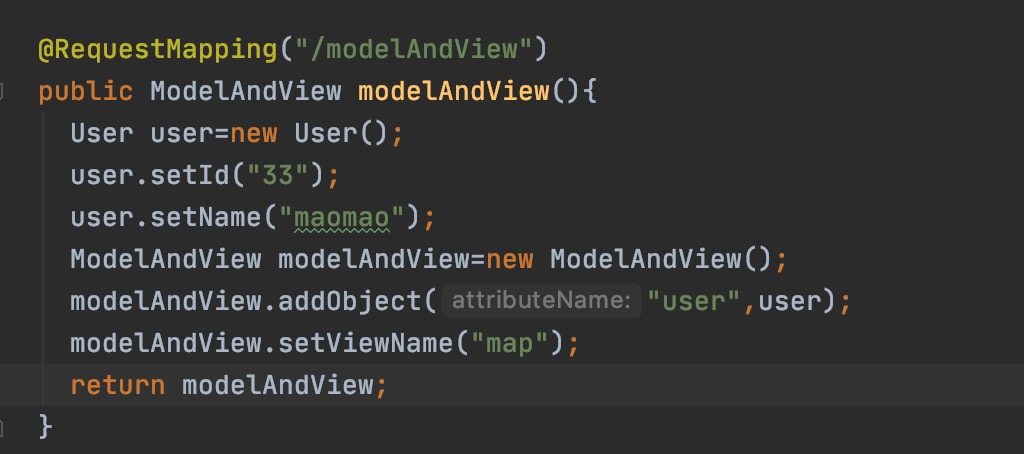 @RequestMapping("/modelAndView")
public ModelAndView modelAndView(){
User user=new User();
user.setId("33");
user.setName("maomao");
ModelAndView modelAndView=new ModelAndView();
modelAndView.addObject( attributeName: "user",user);
modelAndView.setViewName("map");
return modelAndView;
}